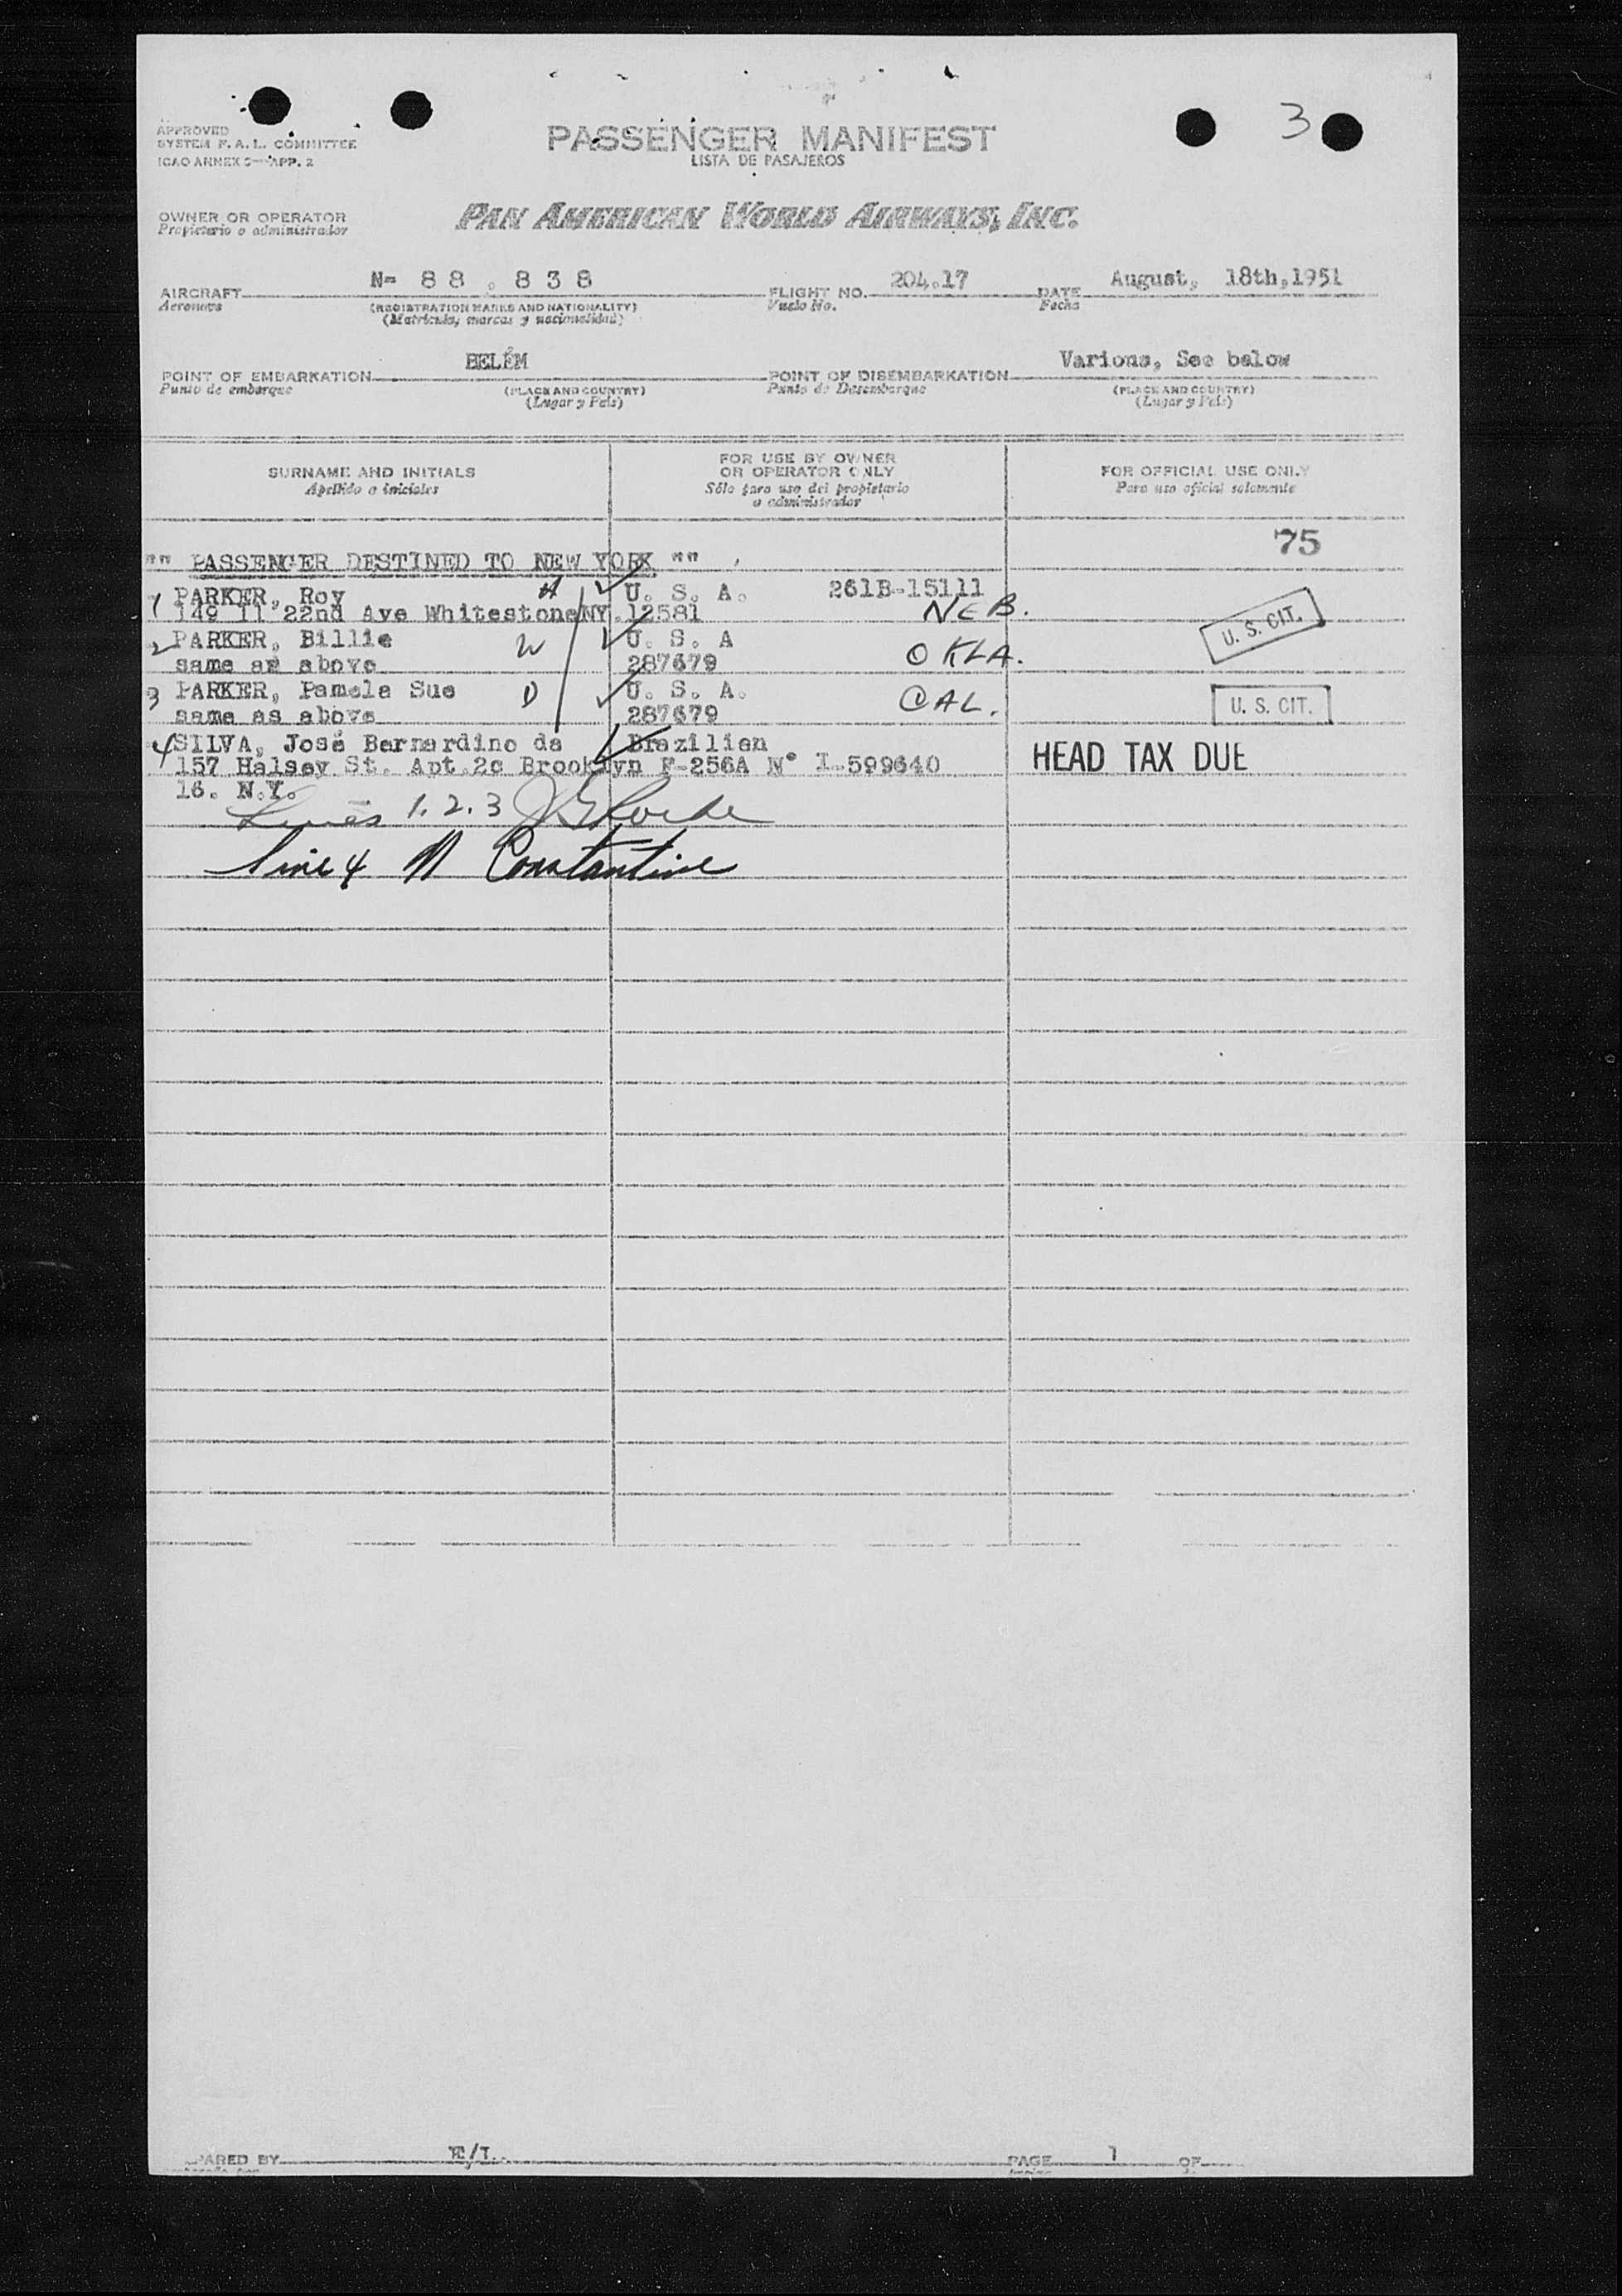 3
APPROVED
SYSTEM F. A. L. COMMITTEE
ICAO ANNEX 9—APP. 2
PASSENGER MANIFEST
LISTA DE PASAJEROS
OWNER OR OPERATOR
Propietario o administrador
PAN AMERICAN WORLD AIRWAYS, INC.
AIRCRAFT N- 88.838 FLIGHT NO. 204.17 DATE August, 18th,1951
Aeronave (REGISTRATION MARKS AND NATIONALITY) Vuelo No. Fecha
(Matrícula, marcas y nacionalidad)
POINT OF EMBARKATION BELÉM POINT OF DISEMBARKATION Various, See below
Punto de embarque (PLACE AND COUNTRY) Punto de Desembarque (PLACE AND COUNTRY)
(Lugar y País) (Lugar y País)
SURNAME AND INITIALS FOR USE BY OWNER OR OPERATOR ONLY FOR OFFICIAL USE ONLY
Apellido e iniciales Sólo para uso del propietario o administrador Para uso oficial solamente
75
"" PASSENGER DESTINED TO NEW YORK ""
1 PARKER, Roy H U. S. A. 261B-15111
149 11 22nd Ave Whitestone NY. 12581 NEB.
2 PARKER, Billie W U. S. A OKLA. U. S. CIT.
same as above 287679
3 PARKER, Pamela Sue D U. S. A. CAL. U. S. CIT.
same as above 287679
4 SILVA, José Bernardino da Brazilian HEAD TAX DUE
157 Halsey St. Apt.2c Brooklyn F-256A Nº I-599640
16. N.Y.
Lines 1. 2. 3
Line 4 N Constantine
PARED BY E/T. PAGE 1 OF